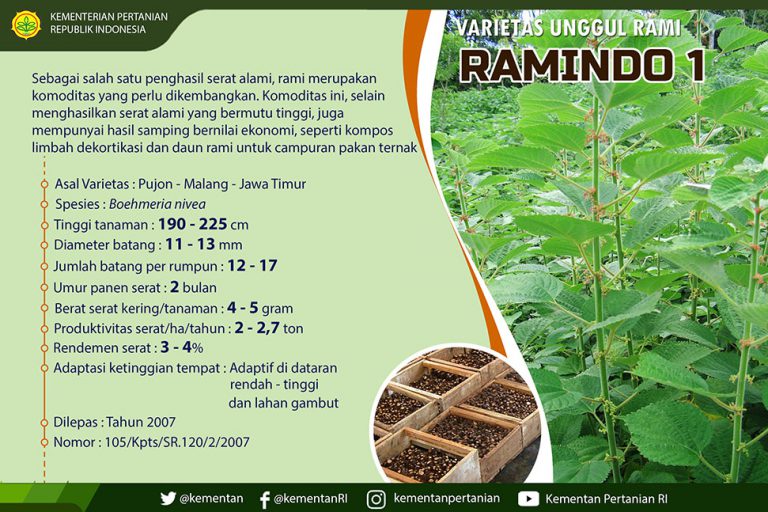 KEMENTERIAN PERTANIAN
REPUBLIK INDONESIA
VARIETAS UNGGUL RAMI
RAMINDO 1
Sebagai salah satu penghasil serat alami, rami merupakan
komoditas yang perlu dikembangkan. Komoditas ini, selain
menghasilkan serat alami yang bermutu tinggi, juga
mempunyai hasil samping bernilai ekonomi, seperti kompos
limbah dekortikasi dan daun rami untuk campuran pakan ternak
Asal Varietas : Pujon - Malang - Jawa Timur
Spesies : Boehmeria nivea
Tinggi tanaman : 190 - 225 cm
Diameter batang : 11 - 13 mm
Jumlah batang per rumpun : 12 - 17
Umur panen serat : 2 bulan
Berat serat kering/tanaman : 4 - 5 gram
Produktivitas serat/ha/tahun : 2 - 2,7 ton
Rendemen serat : 3 - 4%
Adaptasi ketinggian tempat : Adaptif di dataran
rendah - tinggi
dan lahan gambut
Dilepas : Tahun 2007
Nomor : 105/Kpts/SR.120/2/2007
@kementan @kementanRI kementanpertanian Kementan Pertanian RI